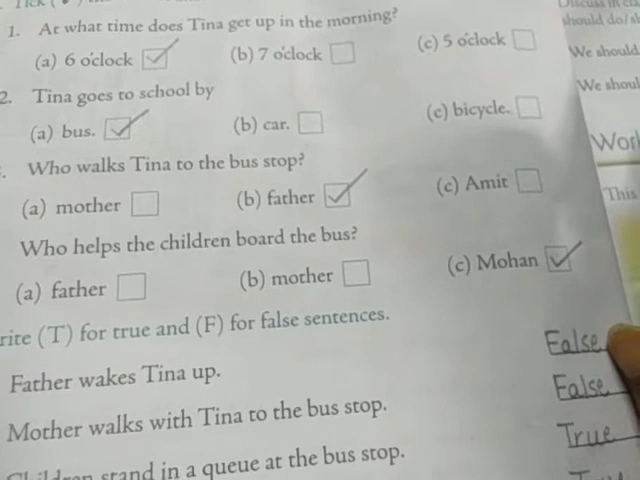 1. At what time does Tina get up in the morning?
(a) 6 o'clock (b) 7 o'clock (c) 5 o'clock
2. Tina goes to school by
(a) bus. (b) car. (c) bicycle.
Who walks Tina to the bus stop?
(a) mother (b) father (c) Amit
Who helps the children board the bus?
(a) father (b) mother (c) Mohan
rite (T) for true and (F) for false sentences.
Father wakes Tina up. False
Mother walks with Tina to the bus stop. False
Children stand in a queue at the bus stop. True
should do/
We should
We shoul
Wor
This